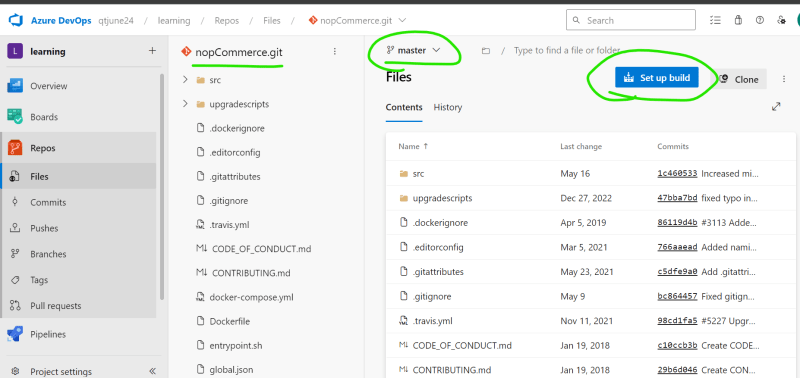 Azure DevOps qtjune24 / learning / Repos / Files / nopCommerce.git Search
L learning +
Overview
Boards
Repos
Files
Commits
Pushes
Branches
Tags
Pull requests
Pipelines
Project settings
nopCommerce.git
src
upgradescripts
.dockerignore
.editorconfig
.gitattributes
.gitignore
.travis.yml
M↓ CODE_OF_CONDUCT.md
M↓ CONTRIBUTING.md
docker-compose.yml
Dockerfile
entrypoint.sh
global.json
master / Type to find a file or folder...
Files Set up build Clone
Contents History
Name ↑ Last change Commits
src May 16 1c460533 Increased mi...
upgradescripts Dec 27, 2022 47bba7bd fixed typo in...
.dockerignore Apr 5, 2019 86119d4b #3113 Adde...
.editorconfig Mar 5, 2021 766aaead Added nami...
.gitattributes May 23, 2021 c5dfe9a0 Add .gitattri...
.gitignore May 9 bc864457 Fixed gitign...
.travis.yml Nov 11, 2021 98cd1fa5 #5227 Upgr...
M↓ CODE_OF_CONDUCT.md Jan 19, 2018 c10ccb3b Create CODE...
M↓ CONTRIBUTING.md Jan 19, 2018 29b6d046 Create CON...